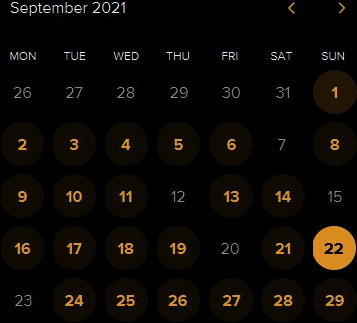 September 2021
MON TUE WED THU FRI SAT SUN
26 27 28 29 30 31 1
2 3 4 5 6 7 8
9 10 11 12 13 14 15
16 17 18 19 20 21 22
23 24 25 26 27 28 29